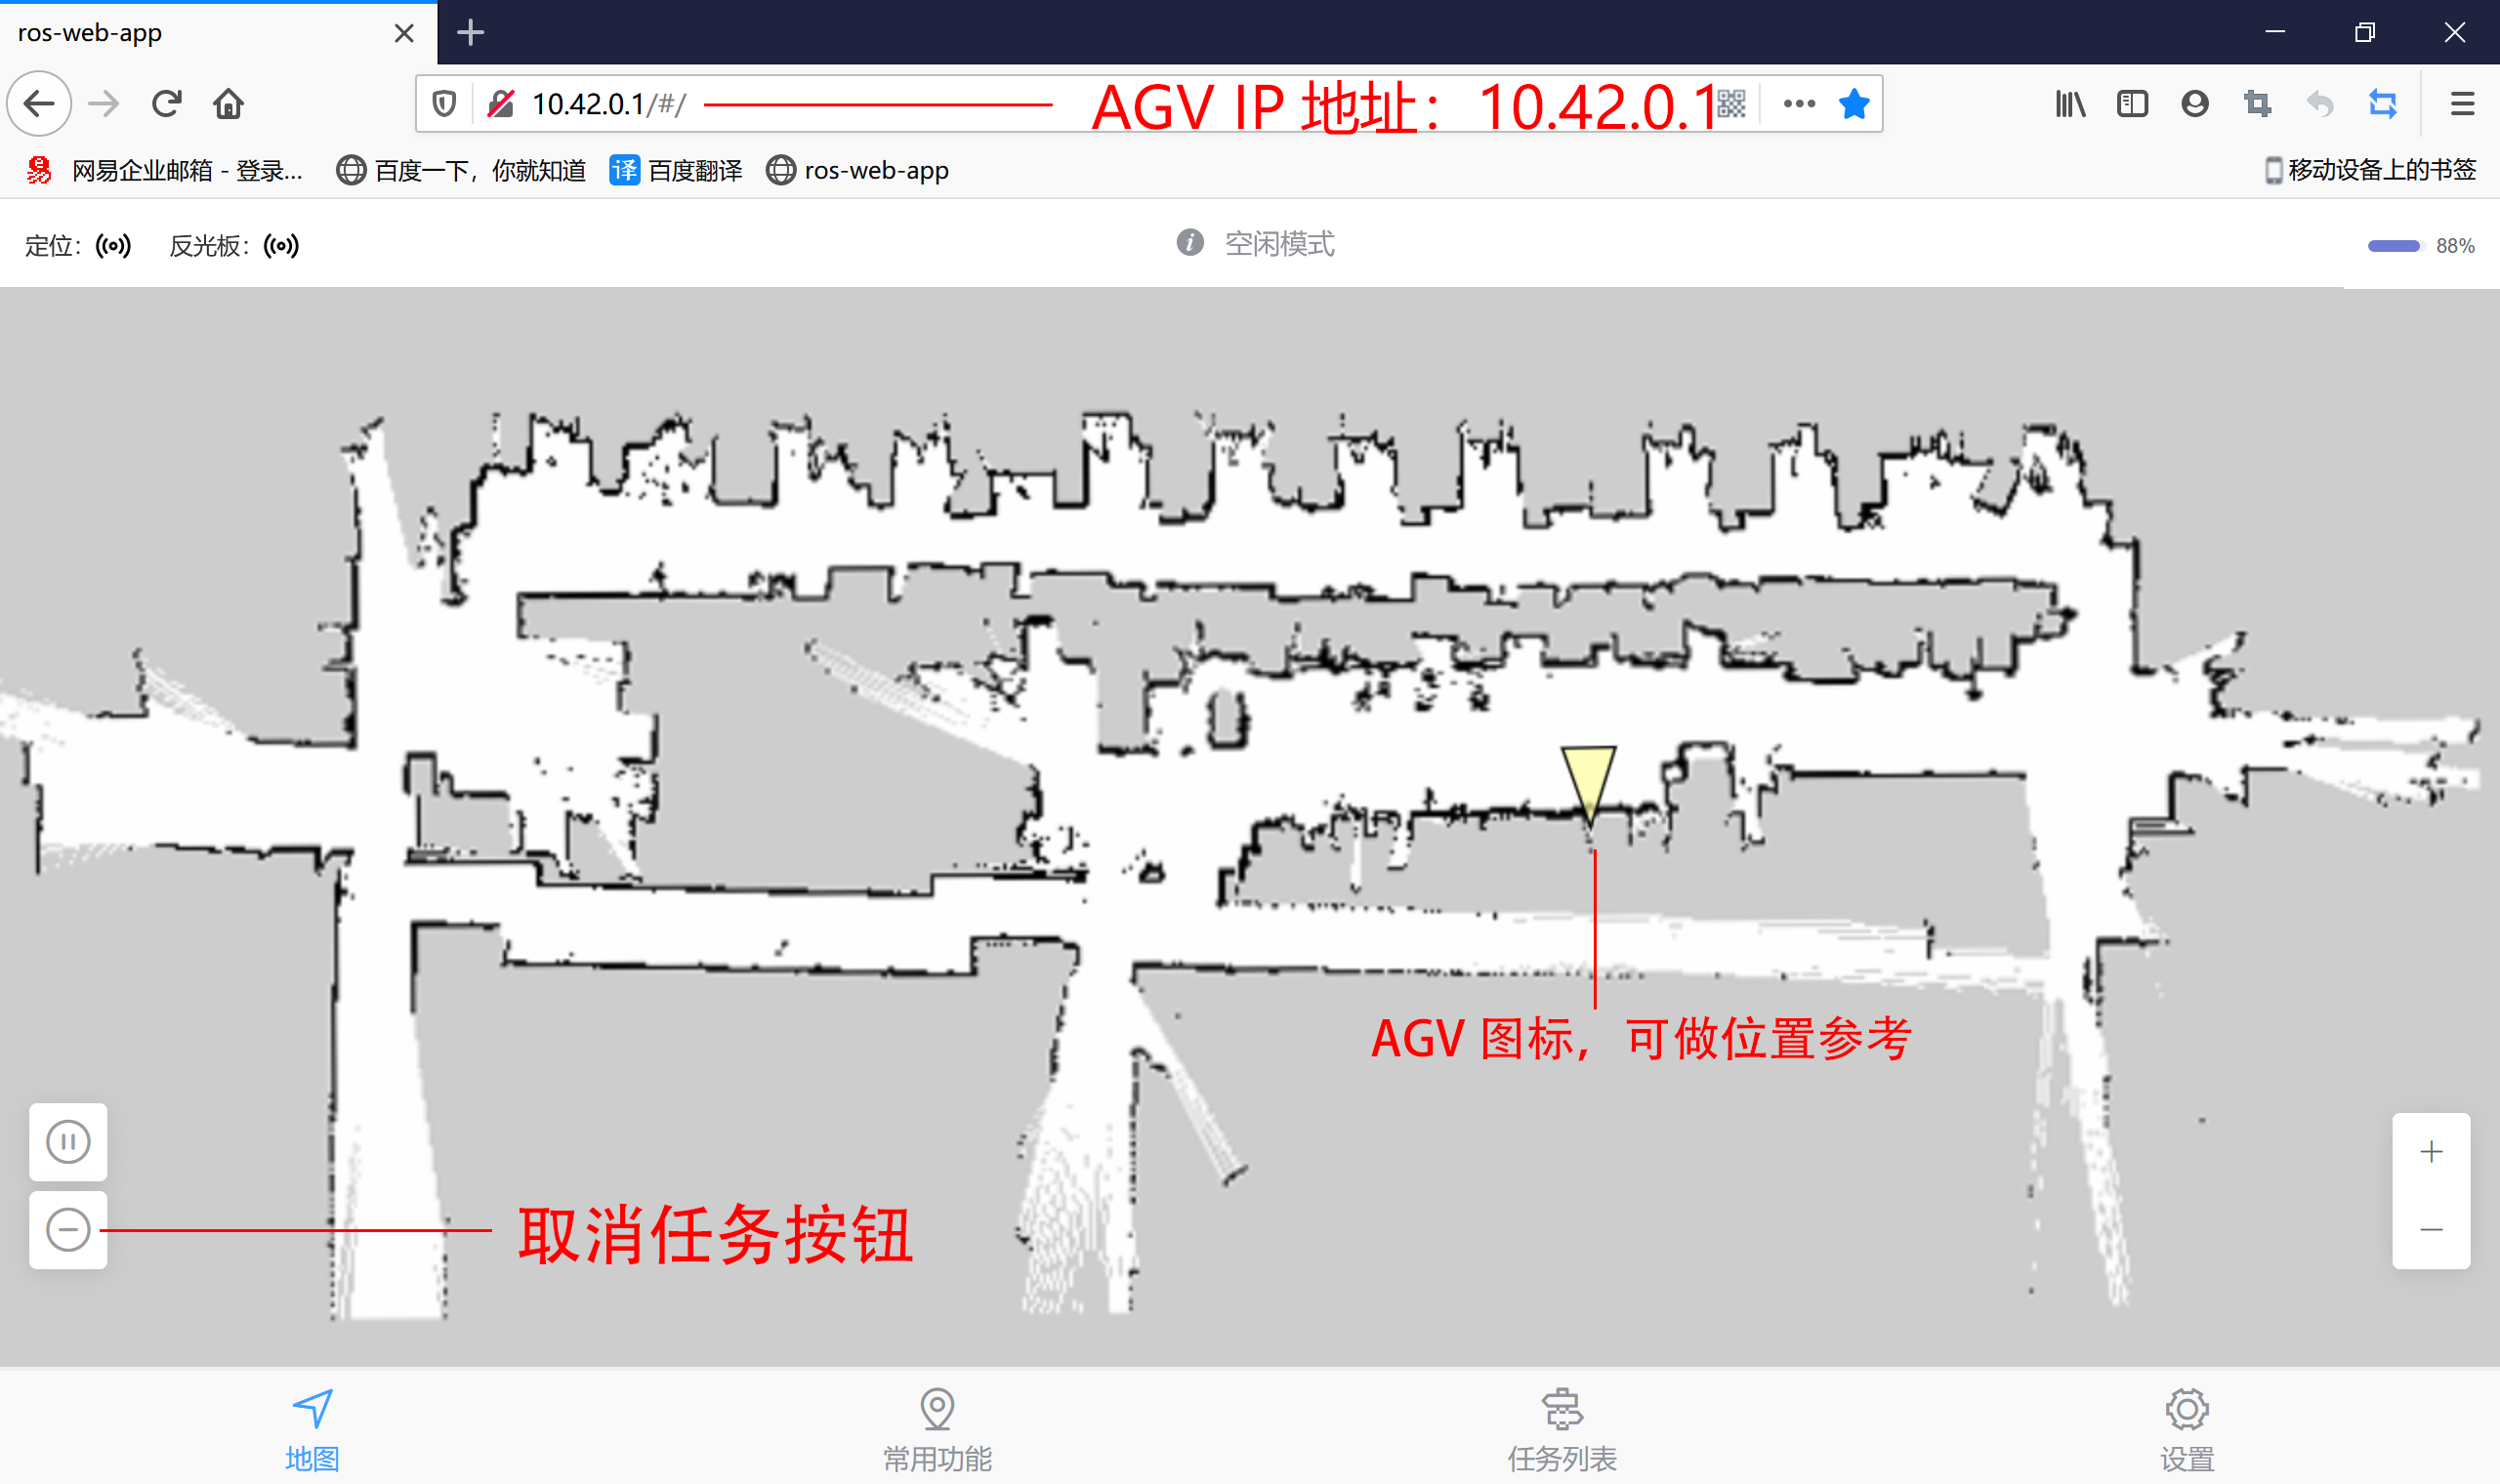 ros-web-app
10.42.0.1/#/
AGV IP 地址：10.42.0.1
网易企业邮箱 - 登录...
百度一下，你就知道
译 百度翻译
ros-web-app
移动设备上的书签
定位：
反光板：
空闲模式
88%
AGV 图标，可做位置参考
取消任务按钮
地图
常用功能
任务列表
设置